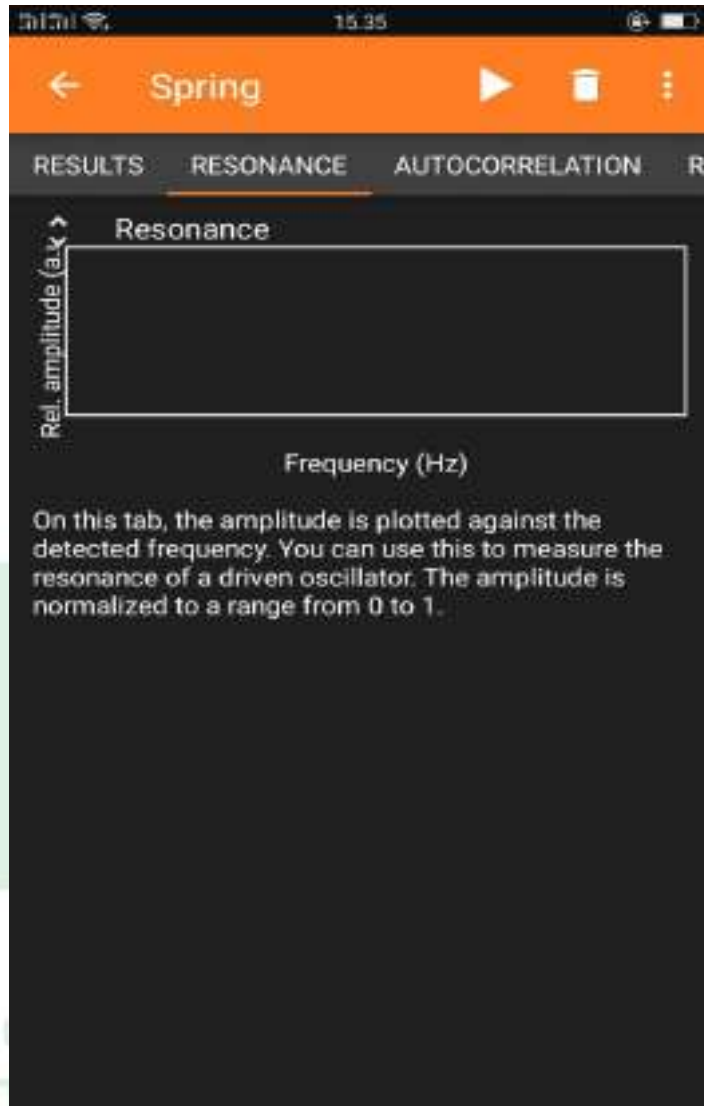 15.35
Spring
RESULTS RESONANCE AUTOCORRELATION R
Resonance
Rel. amplitude (a.
Frequency (Hz)
On this tab, the amplitude is plotted against the
detected frequency. You can use this to measure the
resonance of a driven oscillator. The amplitude is
normalized to a range from 0 to 1.